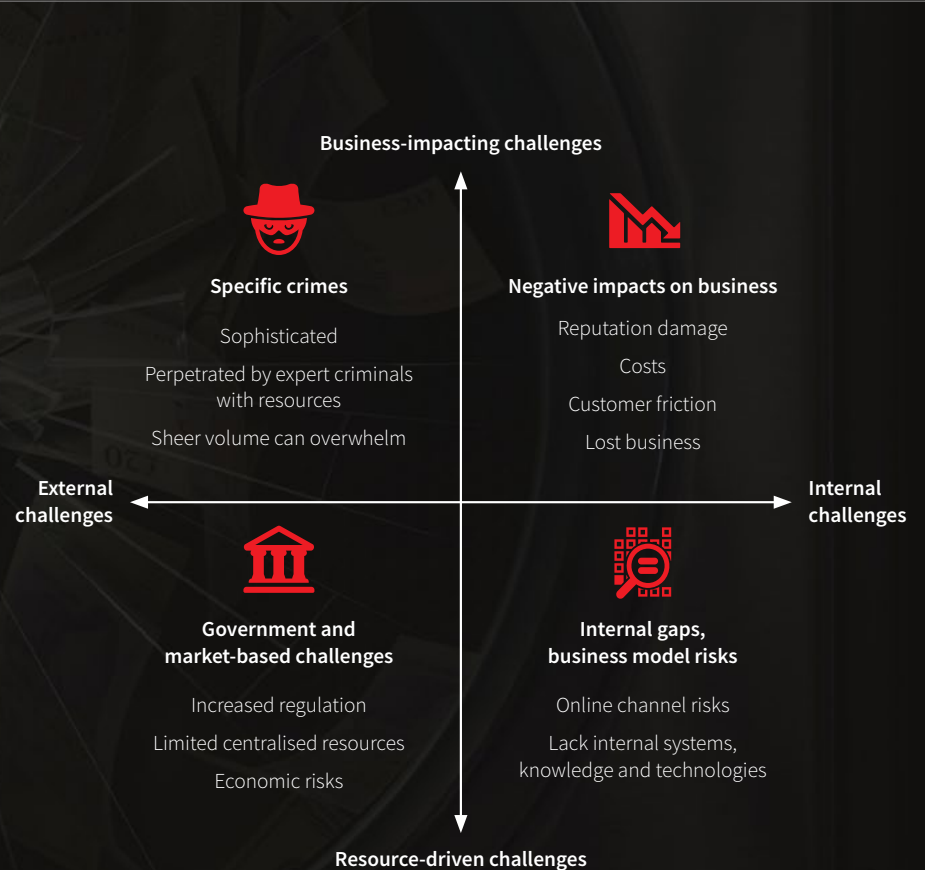 Business-impacting challenges
Specific crimes
Sophisticated
Perpetrated by expert criminals
with resources
Sheer volume can overwhelm
Negative impacts on business
Reputation damage
Costs
Customer friction
Lost business
External
challenges
Internal
challenges
Government and
market-based challenges
Increased regulation
Limited centralised resources
Economic risks
Internal gaps,
business model risks
Online channel risks
Lack internal systems,
knowledge and technologies
Resource-driven challenges
£20